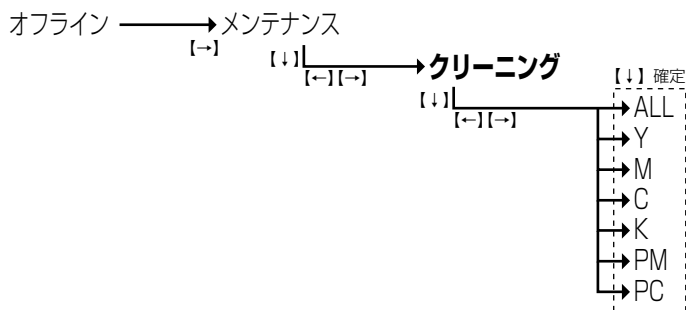 オフライン 【→】 メンテナンス
【↓】 【←】【→】 クリーニング
【↓】 【←】【→】 【↓】確定
ALL
Y
M
C
K
PM
PC